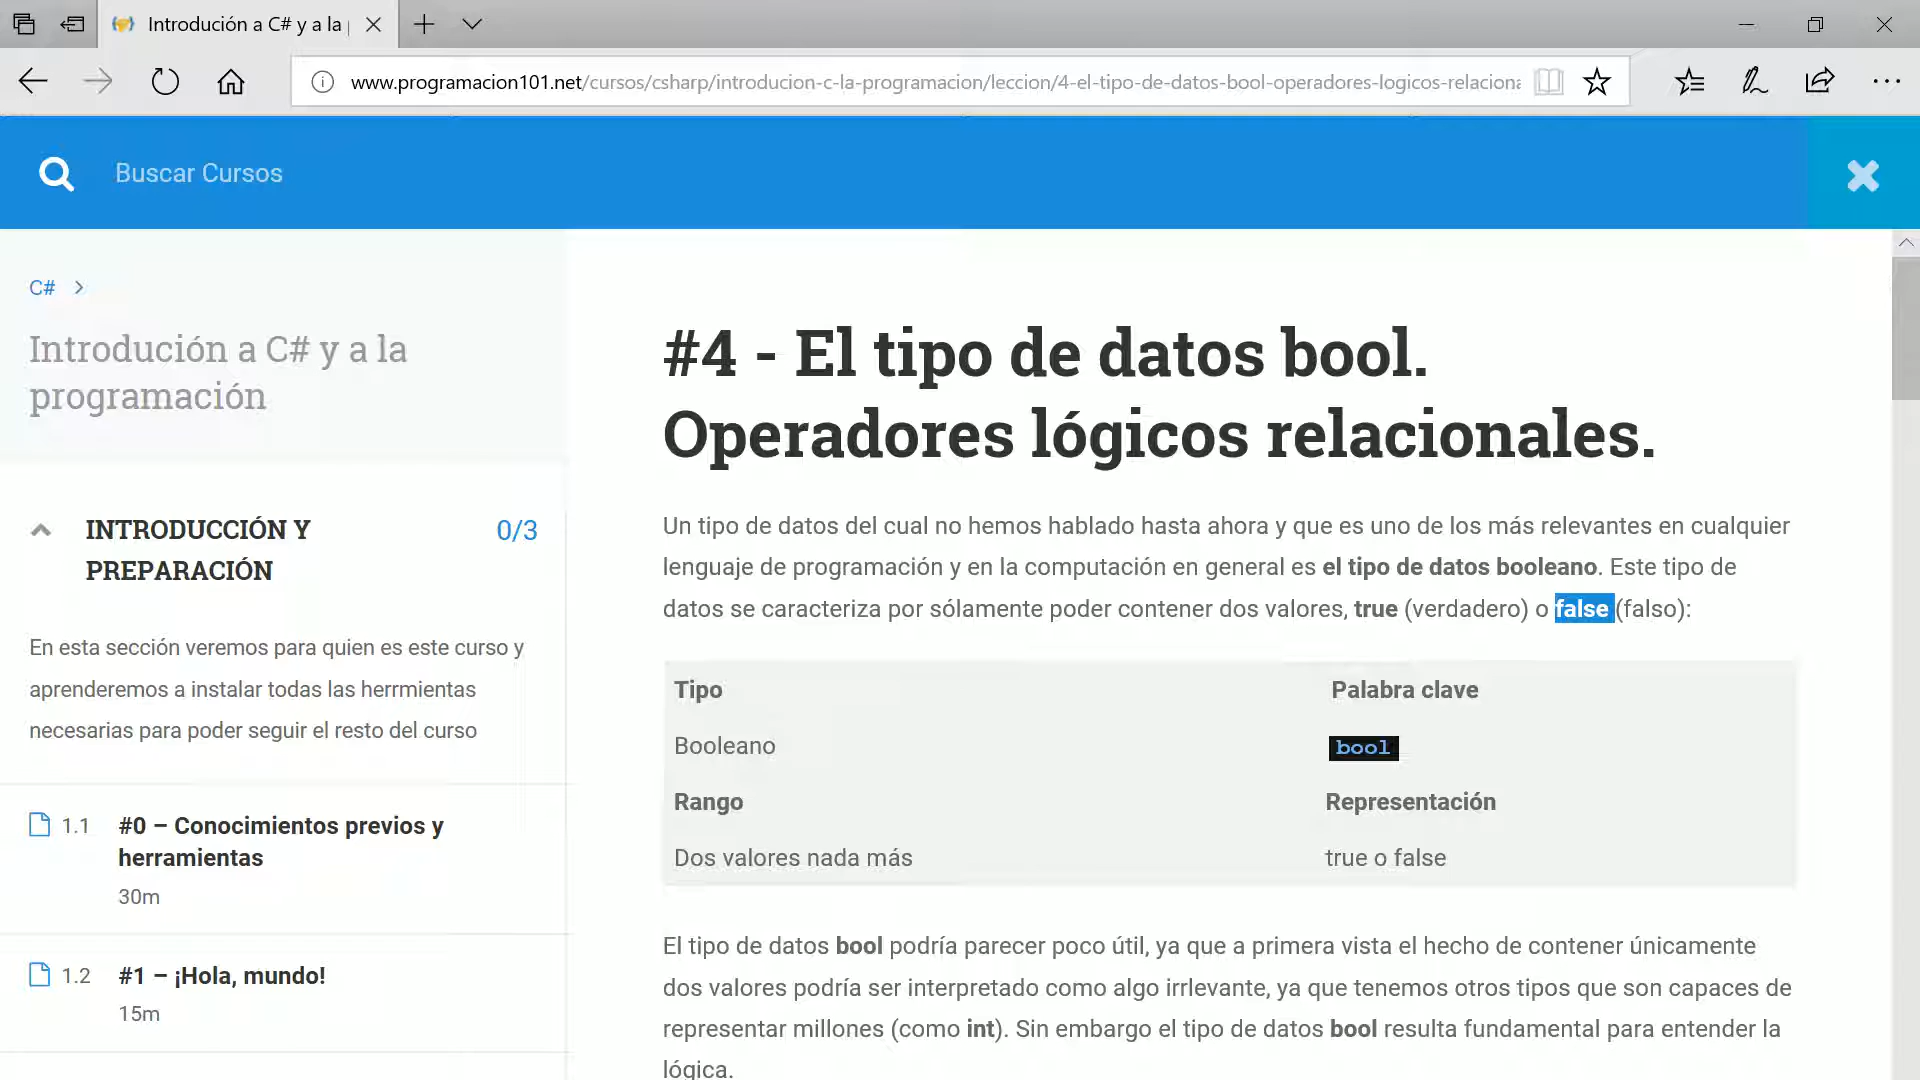 Introdución a C# y a la
www.programacion101.net/cursos/csharp/introducion-c-la-programacion/leccion/4-el-tipo-de-datos-bool-operadores-logicos-relaciona
Buscar Cursos
C#
Introdución a C# y a la
programación
INTRODUCCIÓN Y
PREPARACIÓN
0/3
En esta sección veremos para quien es este curso y
aprenderemos a instalar todas las herrmientas
necesarias para poder seguir el resto del curso
1.1 #0 – Conocimientos previos y
herramientas
30m
1.2 #1 – ¡Hola, mundo!
15m
#4 - El tipo de datos bool.
Operadores lógicos relacionales.
Un tipo de datos del cual no hemos hablado hasta ahora y que es uno de los más relevantes en cualquier
lenguaje de programación y en la computación en general es el tipo de datos booleano. Este tipo de
datos se caracteriza por sólamente poder contener dos valores, true (verdadero) o false (falso):
Tipo Palabra clave
Booleano bool
Rango Representación
Dos valores nada más true o false
El tipo de datos bool podría parecer poco útil, ya que a primera vista el hecho de contener únicamente
dos valores podría ser interpretado como algo irrlevante, ya que tenemos otros tipos que son capaces de
representar millones (como int). Sin embargo el tipo de datos bool resulta fundamental para entender la
lógica.